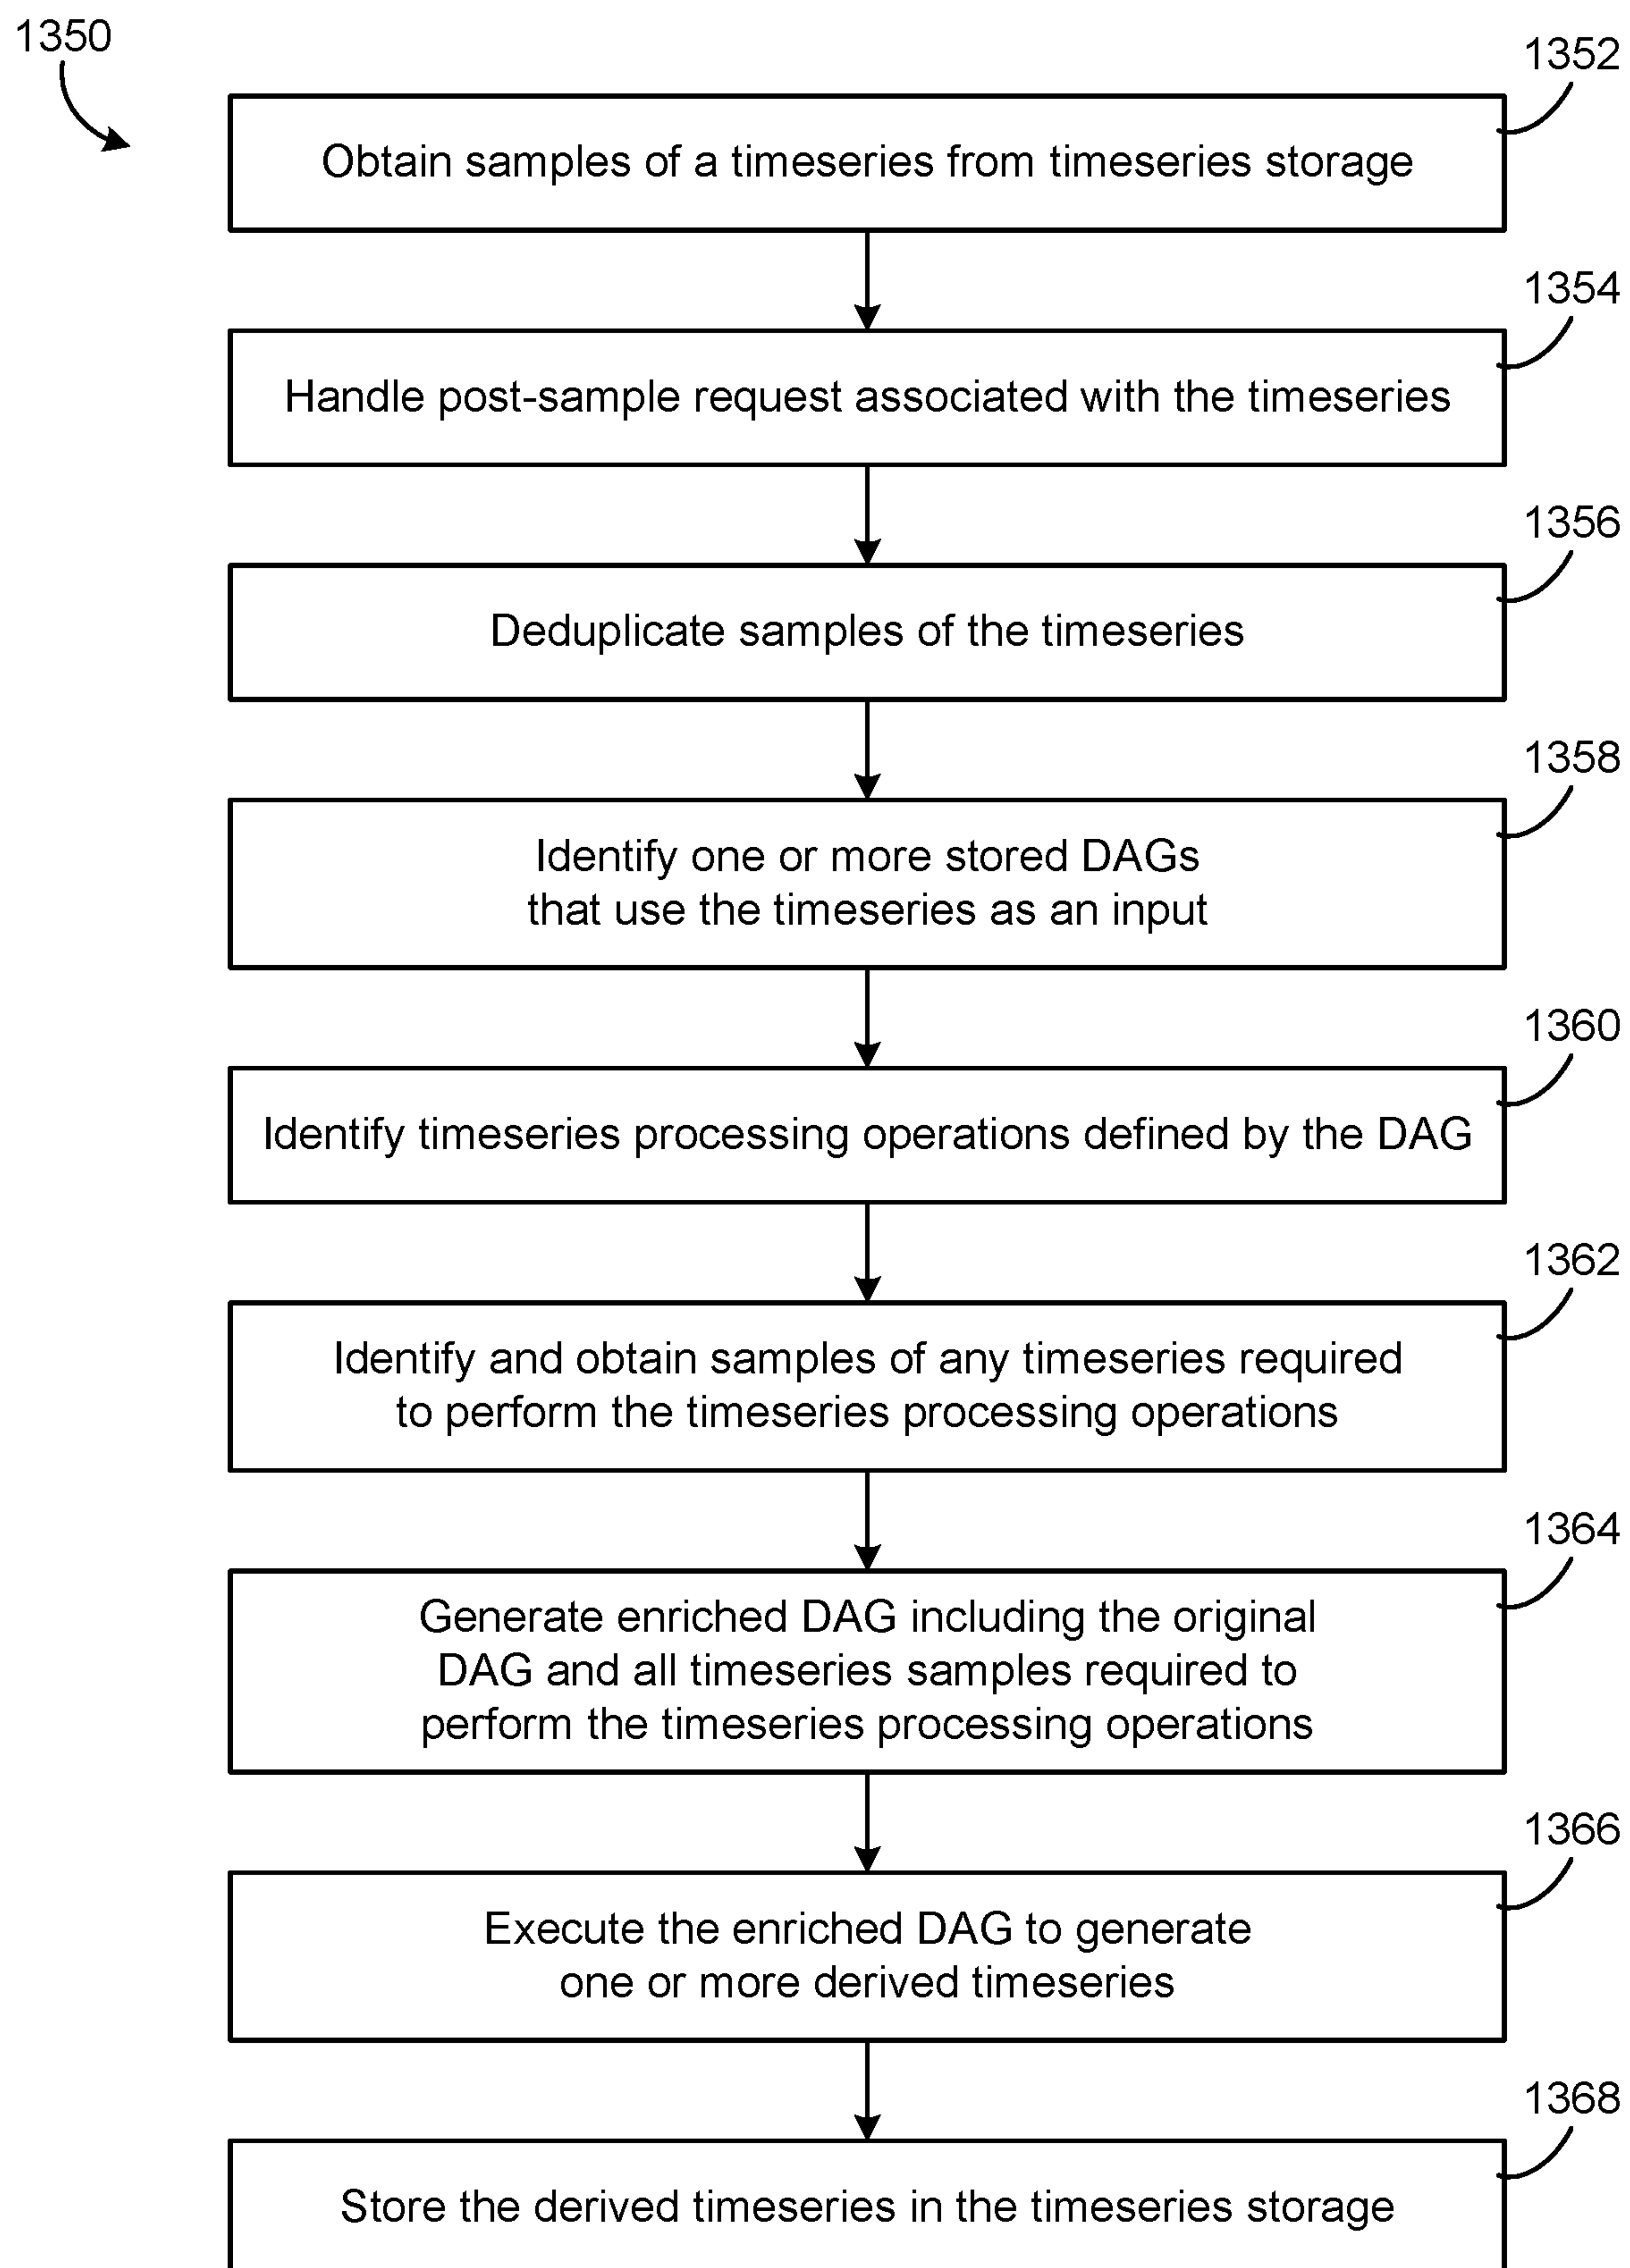 1350
1352
Obtain samples of a timeseries from timeseries storage
1354
Handle post-sample request associated with the timeseries
1356
Deduplicate samples of the timeseries
1358
Identify one or more stored DAGs
that use the timeseries as an input
1360
Identify timeseries processing operations defined by the DAG
1362
Identify and obtain samples of any timeseries required
to perform the timeseries processing operations
1364
Generate enriched DAG including the original
DAG and all timeseries samples required to
perform the timeseries processing operations
1366
Execute the enriched DAG to generate
one or more derived timeseries
1368
Store the derived timeseries in the timeseries storage